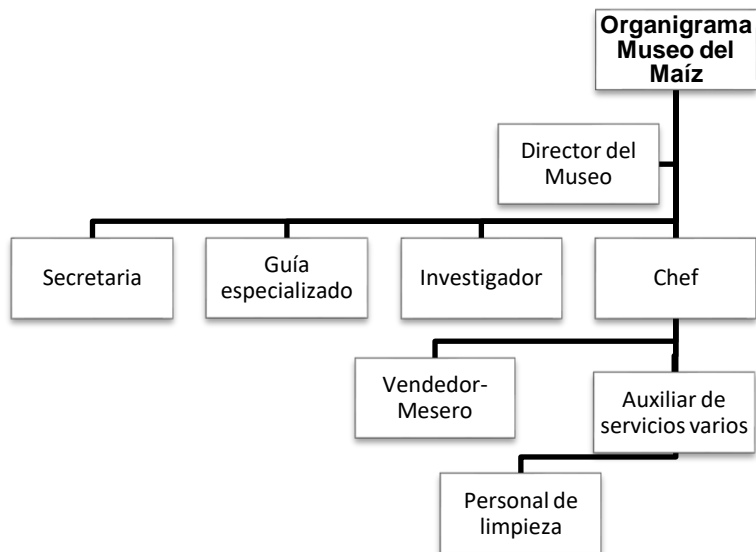 Organigrama
Museo del
Maíz
Director del
Museo
Secretaria
Guía
especializado
Investigador
Chef
Vendedor-
Mesero
Auxiliar de
servicios varios
Personal de
limpieza